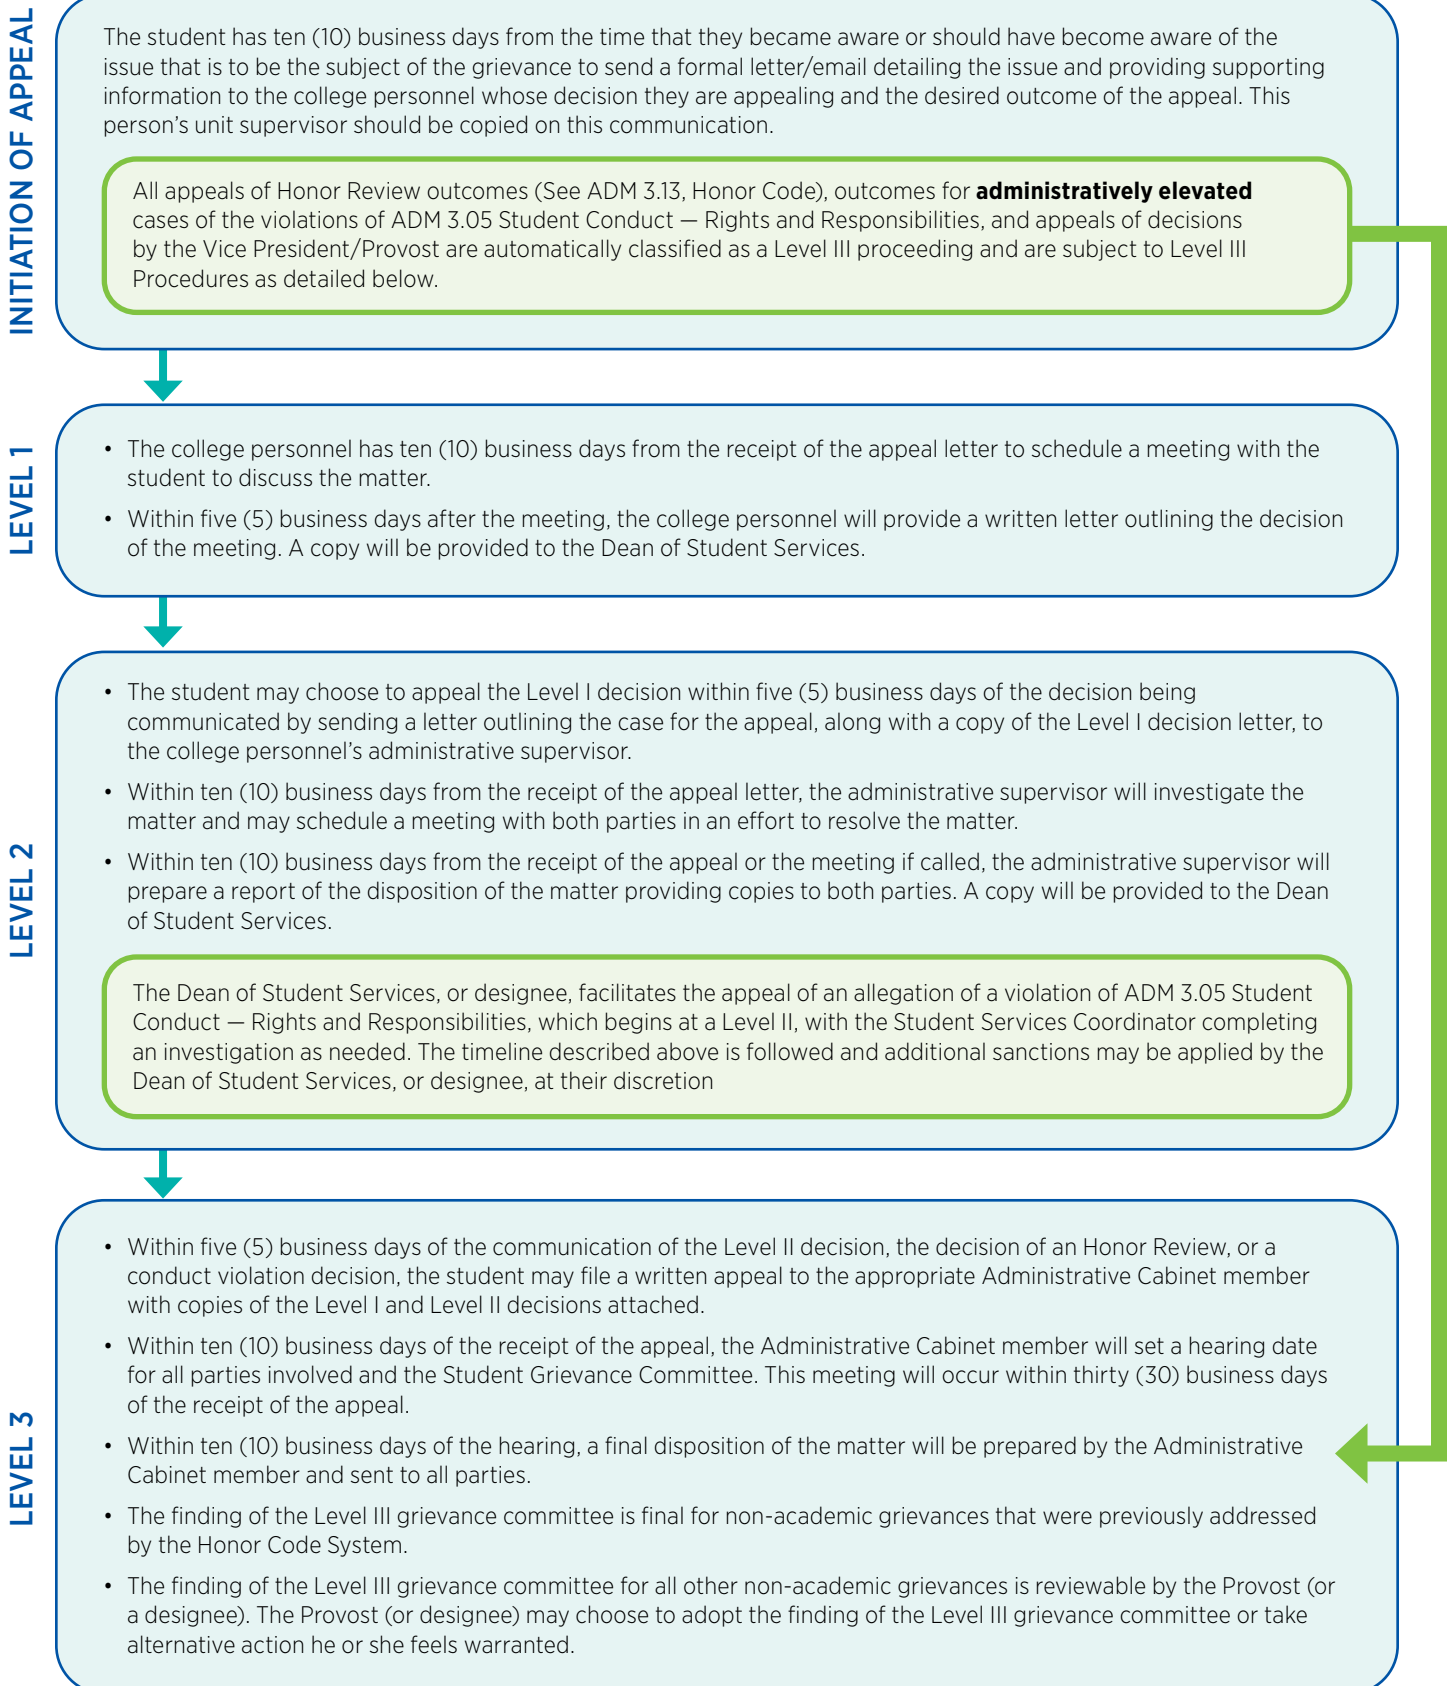 INITIATION OF APPEAL
The student has ten (10) business days from the time that they became aware or should have become aware of the
issue that is to be the subject of the grievance to send a formal letter/email detailing the issue and providing supporting
information to the college personnel whose decision they are appealing and the desired outcome of the appeal. This
person's unit supervisor should be copied on this communication.
All appeals of Honor Review outcomes (See ADM 3.13, Honor Code), outcomes for administratively elevated
cases of the violations of ADM 3.05 Student Conduct — Rights and Responsibilities, and appeals of decisions
by the Vice President/Provost are automatically classified as a Level III proceeding and are subject to Level III
Procedures as detailed below.
LEVEL 1
• The college personnel has ten (10) business days from the receipt of the appeal letter to schedule a meeting with the
student to discuss the matter.
• Within five (5) business days after the meeting, the college personnel will provide a written letter outlining the decision
of the meeting. A copy will be provided to the Dean of Student Services.
LEVEL 2
• The student may choose to appeal the Level I decision within five (5) business days of the decision being
communicated by sending a letter outlining the case for the appeal, along with a copy of the Level I decision letter, to
the college personnel's administrative supervisor.
• Within ten (10) business days from the receipt of the appeal letter, the administrative supervisor will investigate the
matter and may schedule a meeting with both parties in an effort to resolve the matter.
• Within ten (10) business days from the receipt of the appeal or the meeting if called, the administrative supervisor will
prepare a report of the disposition of the matter providing copies to both parties. A copy will be provided to the Dean
of Student Services.
The Dean of Student Services, or designee, facilitates the appeal of an allegation of a violation of ADM 3.05 Student
Conduct — Rights and Responsibilities, which begins at a Level II, with the Student Services Coordinator completing
an investigation as needed. The timeline described above is followed and additional sanctions may be applied by the
Dean of Student Services, or designee, at their discretion
LEVEL 3
• Within five (5) business days of the communication of the Level II decision, the decision of an Honor Review, or a
conduct violation decision, the student may file a written appeal to the appropriate Administrative Cabinet member
with copies of the Level I and Level II decisions attached.
• Within ten (10) business days of the receipt of the appeal, the Administrative Cabinet member will set a hearing date
for all parties involved and the Student Grievance Committee. This meeting will occur within thirty (30) business days
of the receipt of the appeal.
• Within ten (10) business days of the hearing, a final disposition of the matter will be prepared by the Administrative
Cabinet member and sent to all parties.
• The finding of the Level III grievance committee is final for non-academic grievances that were previously addressed
by the Honor Code System.
• The finding of the Level III grievance committee for all other non-academic grievances is reviewable by the Provost (or
a designee). The Provost (or designee) may choose to adopt the finding of the Level III grievance committee or take
alternative action he or she feels warranted.